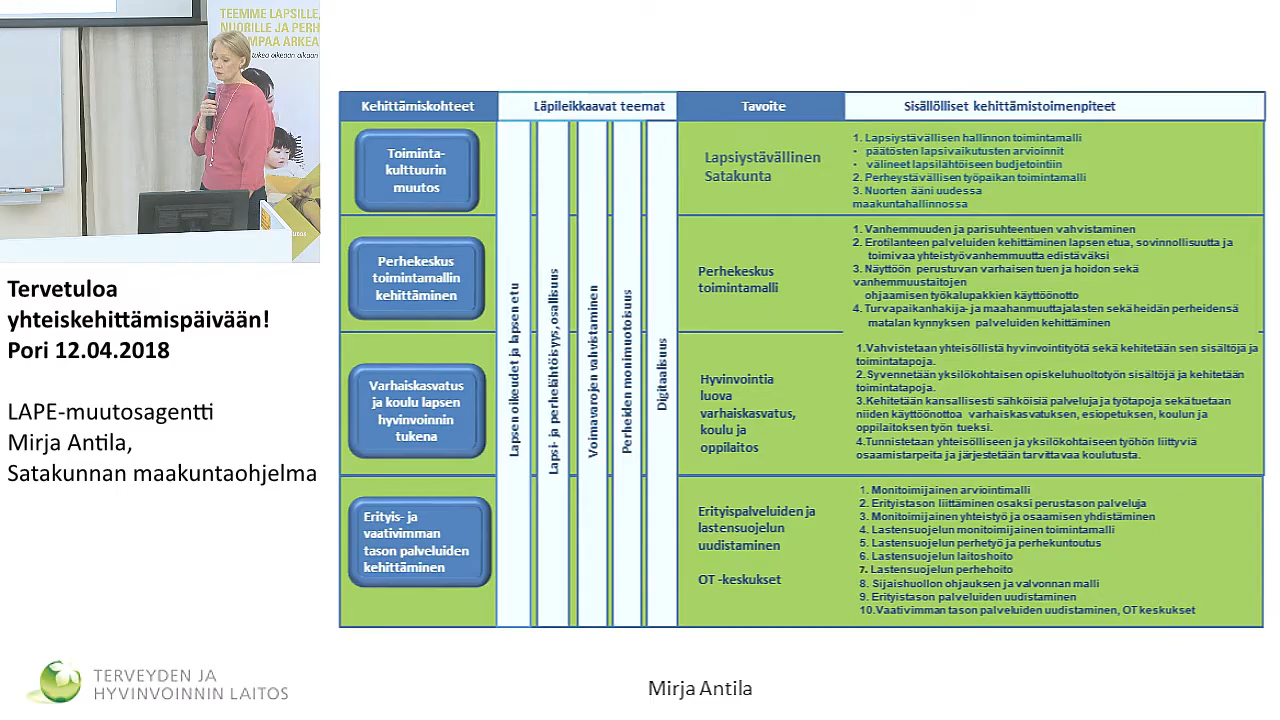 TEEMME LAPSILLE,
NUORILLE JA PERH
MPAA ARKEA
tukea oikeaan aikaan
Tervetuloa
yhteiskehittämispäivään!
Pori 12.04.2018
LAPE-muutosagentti
Mirja Antila,
Satakunnan maakuntaohjelma
TERVEYDEN JA
HYVINVOINNIN LAITOS
Kehittämiskohteet
Läpileikkaavat teemat
Tavoite
Sisällölliset kehittämistoimenpiteet
Toiminta-
kulttuurin
muutos
Perhekeskus
toimintamallin
kehittäminen
Varhaiskasvatus
ja koulu lapsen
hyvinvoinnin
tukena
Erityis- ja
vaativimman
tason palveluiden
kehittäminen
Lapsen oikeudet ja lapsen etu
Lapsi- ja perhelähtöisyys, osallisuus
Voimavarojen vahvistaminen
Perheiden monimuotoisuus
Digitaalisuus
Lapsiystävällinen
Satakunta
Perhekeskus
toimintamalli
Hyvinvointia
luova
varhaiskasvatus,
koulu ja
oppilaitos
Erityispalveluiden ja
lastensuojelun
uudistaminen
OT -keskukset
1. Lapsiystävällisen hallinnon toimintamalli
• päätösten lapsivaikutusten arvioinnit
• välineet lapsilähtöiseen budjetointiin
2. Perheystävällisen työpaikan toimintamalli
3. Nuorten ääni uudessa
maakuntahallinnossa
1. Vanhemmuuden ja parisuhteentuen vahvistaminen
2. Erotilanteen palveluiden kehittäminen lapsen etua, sovinnollisuutta ja
toimivaa yhteistyövanhemmuutta edistäväksi
3. Näyttöön perustuvan varhaisen tuen ja hoidon sekä
vanhemmuustaitojen
ohjaamisen työkalupakkien käyttöönotto
4. Turvapaikanhakija- ja maahanmuuttajalasten sekä heidän perheidensä
matalan kynnyksen palveluiden kehittäminen
1.Vahvistetaan yhteisöllistä hyvinvointityötä sekä kehitetään sen sisältöjä ja
toimintatapoja.
2. Syvennetään yksilökohtaisen opiskeluhuoltotyön sisältöjä ja kehitetään
toimintatapoja.
3.Kehitetään kansallisesti sähköisiä palveluja ja työtapoja sekä tuetaan
niiden käyttöönottoa varhaiskasvatuksen, esiopetuksen, koulun ja
oppilaitoksen työn tueksi.
4.Tunnistetaan yhteisölliseen ja yksilökohtaiseen työhön liittyviä
osaamistarpeita ja järjestetään tarvittavaa koulutusta.
1. Monitoimijainen arviointimalli
2. Erityistason liittäminen osaksi perustason palveluja
3. Monitoimijainen yhteistyö ja osaamisen yhdistäminen
4. Lastensuojelun monitoimijainen toimintamalli
5. Lastensuojelun perhetyö ja perhekuntoutus
6. Lastensuojelun laitoshoito
7. Lastensuojelun perhehoito
8. Sijaishuollon ohjauksen ja valvonnan malli
9. Erityistason palveluiden uudistaminen
10.Vaativimman tason palveluiden uudistaminen, OT keskukset
Mirja Antila